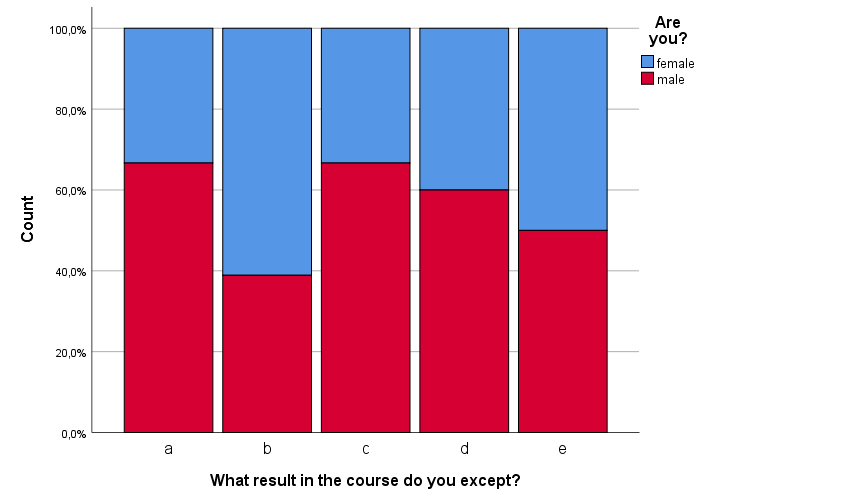 Are
you?
female
male
100,0%
80,0%
60,0%
40,0%
20,0%
0,0%
Count
a b c d e
What result in the course do you except?